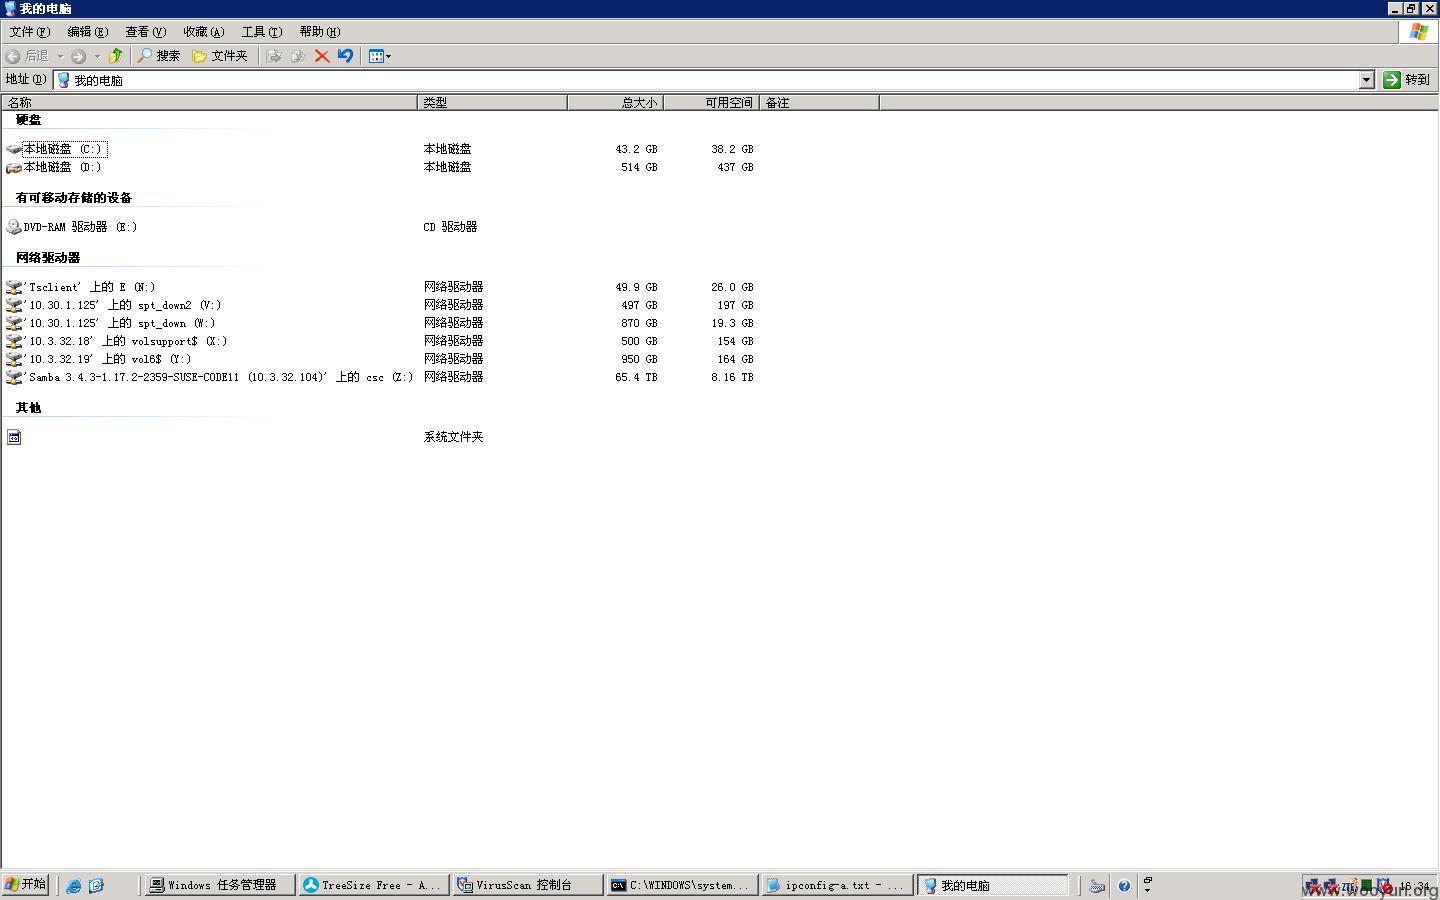 我的电脑
文件(F) 编辑(E) 查看(V) 收藏(A) 工具(T) 帮助(H)
后退 搜索 文件夹
地址(D) 我的电脑 转到
名称 类型 总大小 可用空间 备注
硬盘
本地磁盘 (C:) 本地磁盘 43.2 GB 38.2 GB
本地磁盘 (D:) 本地磁盘 514 GB 437 GB
有可移动存储的设备
DVD-RAM 驱动器 (E:) CD 驱动器
网络驱动器
'Tsclient' 上的 E (N:) 网络驱动器 49.9 GB 26.0 GB
'10.30.1.125' 上的 spt_down2 (V:) 网络驱动器 497 GB 197 GB
'10.30.1.125' 上的 spt_down (W:) 网络驱动器 870 GB 19.3 GB
'10.3.32.18' 上的 volsupport$ (X:) 网络驱动器 500 GB 154 GB
'10.3.32.19' 上的 vol6$ (Y:) 网络驱动器 950 GB 164 GB
'Samba 3.4.3-1.17.2-2359-SUSE-CODE11 (10.3.32.104)' 上的 csc (Z:) 网络驱动器 65.4 TB 8.16 TB
其他
系统文件夹
开始 Windows 任务管理器 TreeSize Free - A... VirusScan 控制台 C:\WINDOWS\system... ipconfig-a.txt - ... 我的电脑 16:34
www.wooyun.org